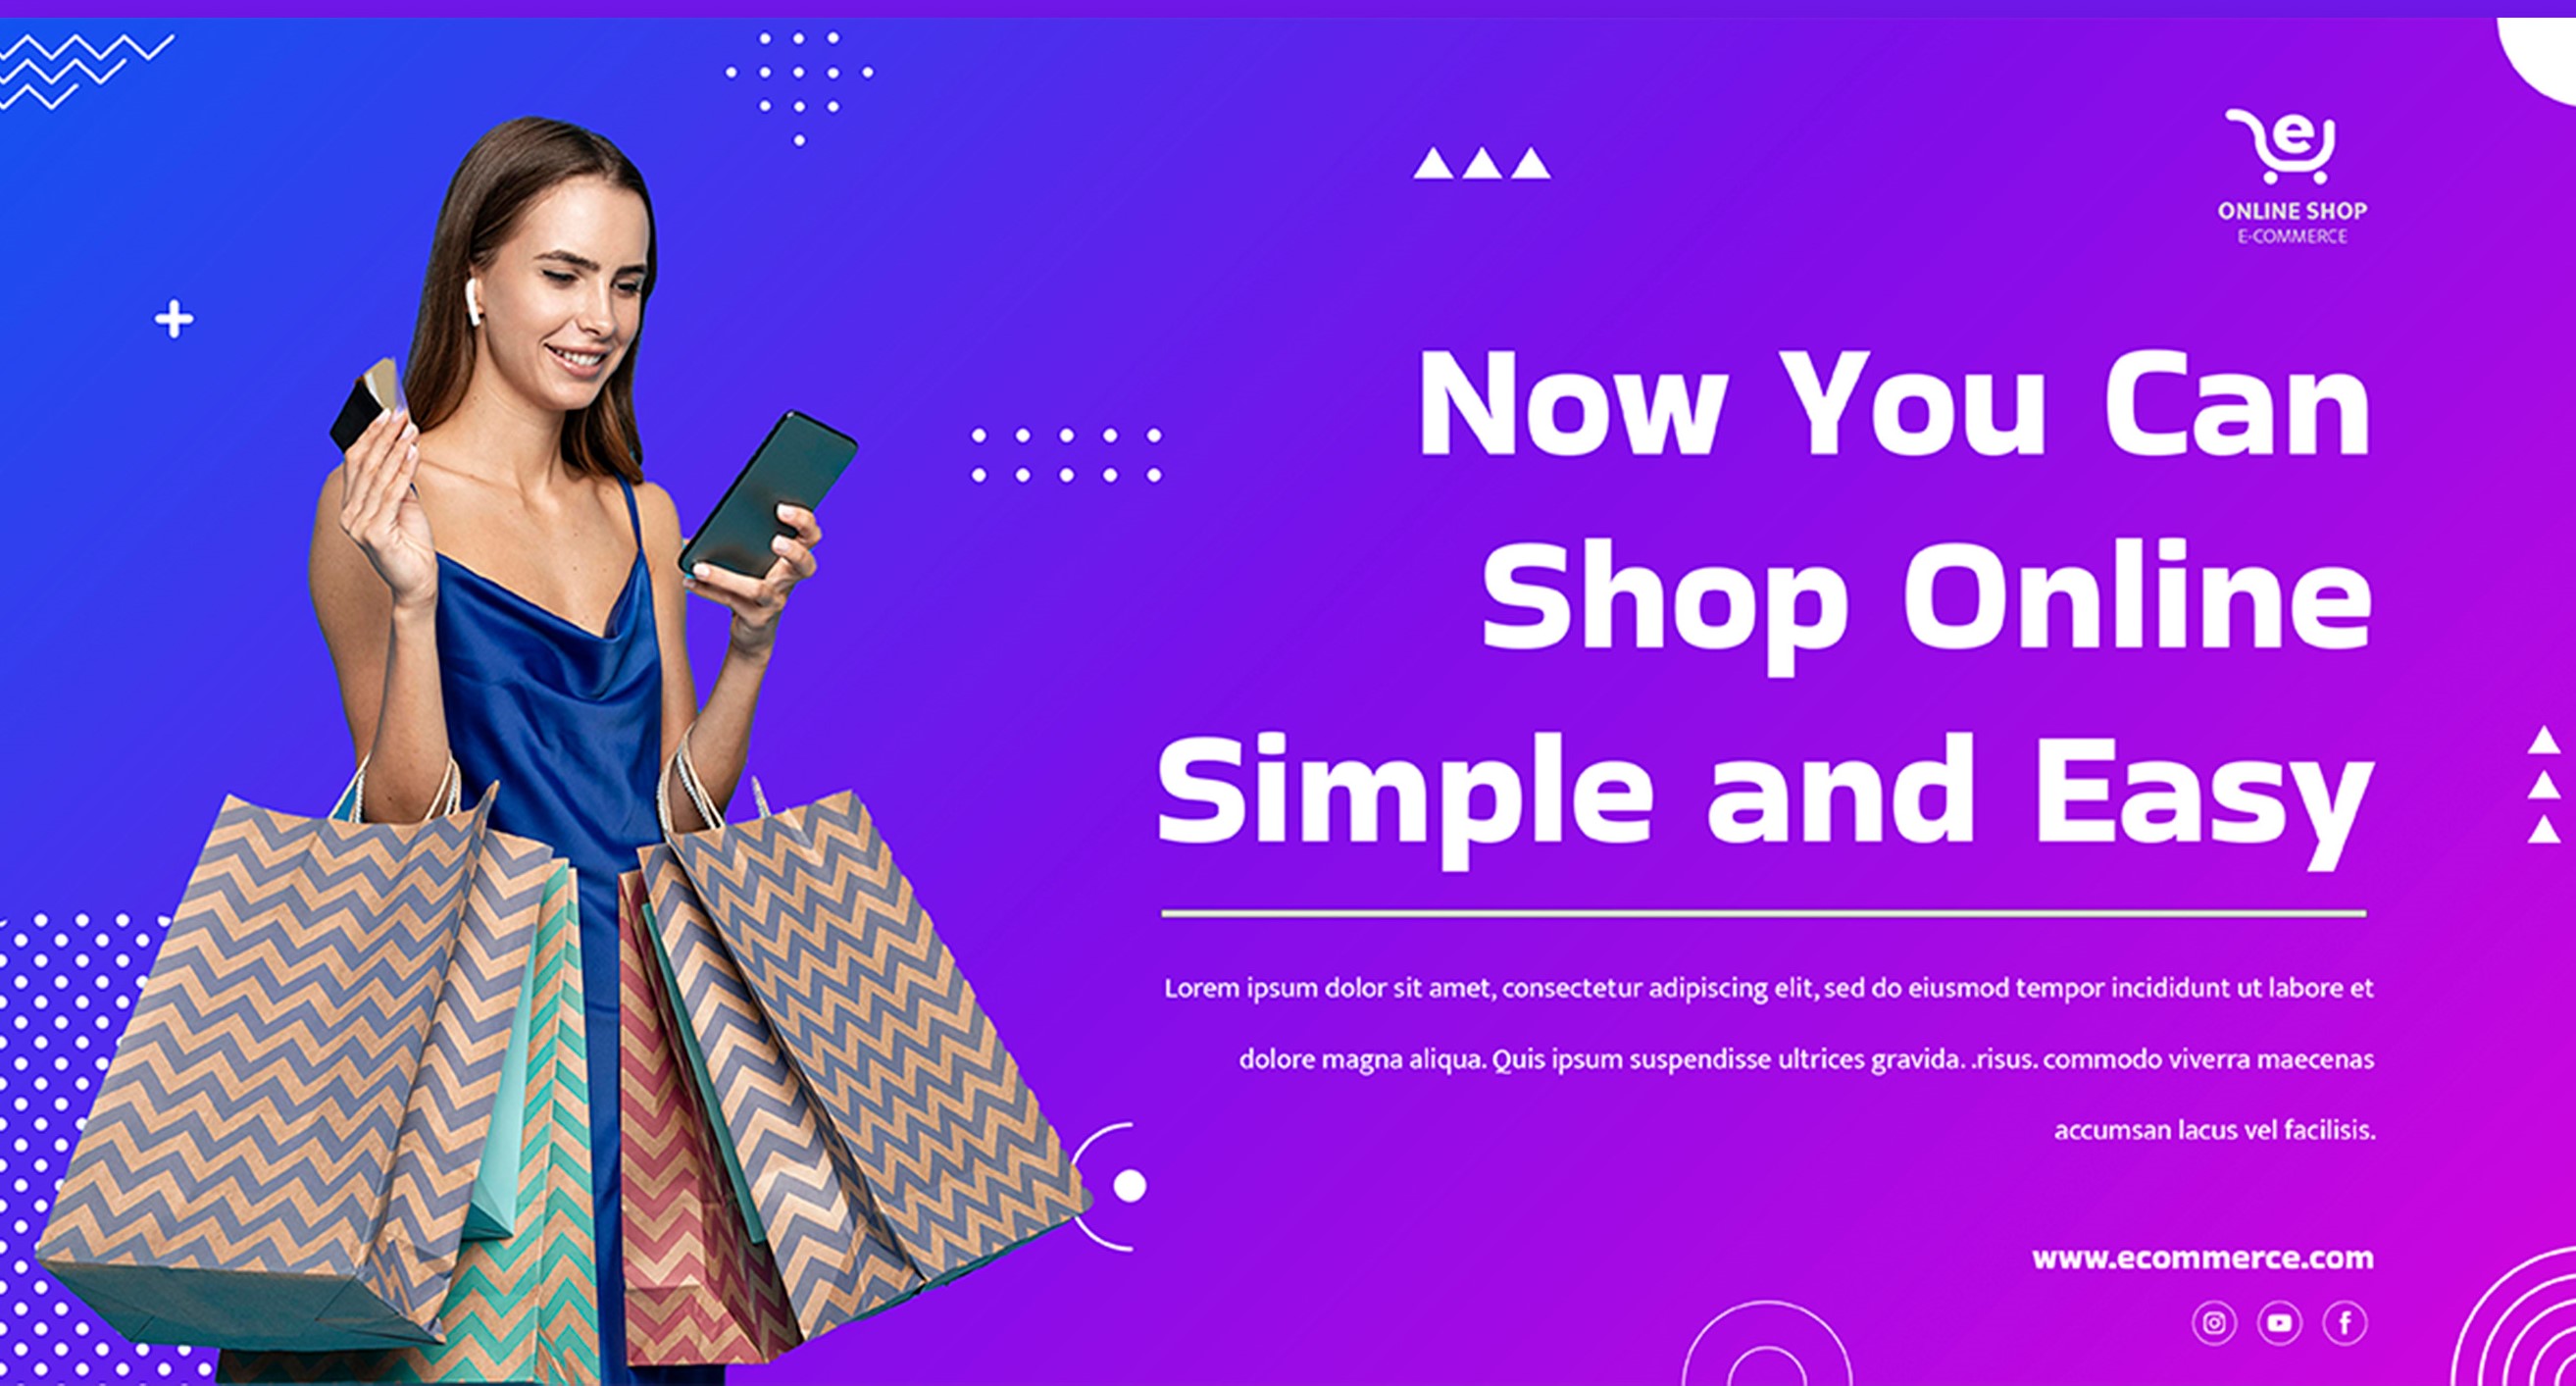 e
ONLINE SHOP
E-COMMERCE
Now You Can
Shop Online
Simple and Easy
Lorem ipsum dolor sit amet, consectetur adipiscing elit, sed do eiusmod tempor incididunt ut labore et
dolore magna aliqua. Quis ipsum suspendisse ultrices gravida. .risus. commodo viverra maecenas
accumsan lacus vel facilisis.
www.ecommerce.com